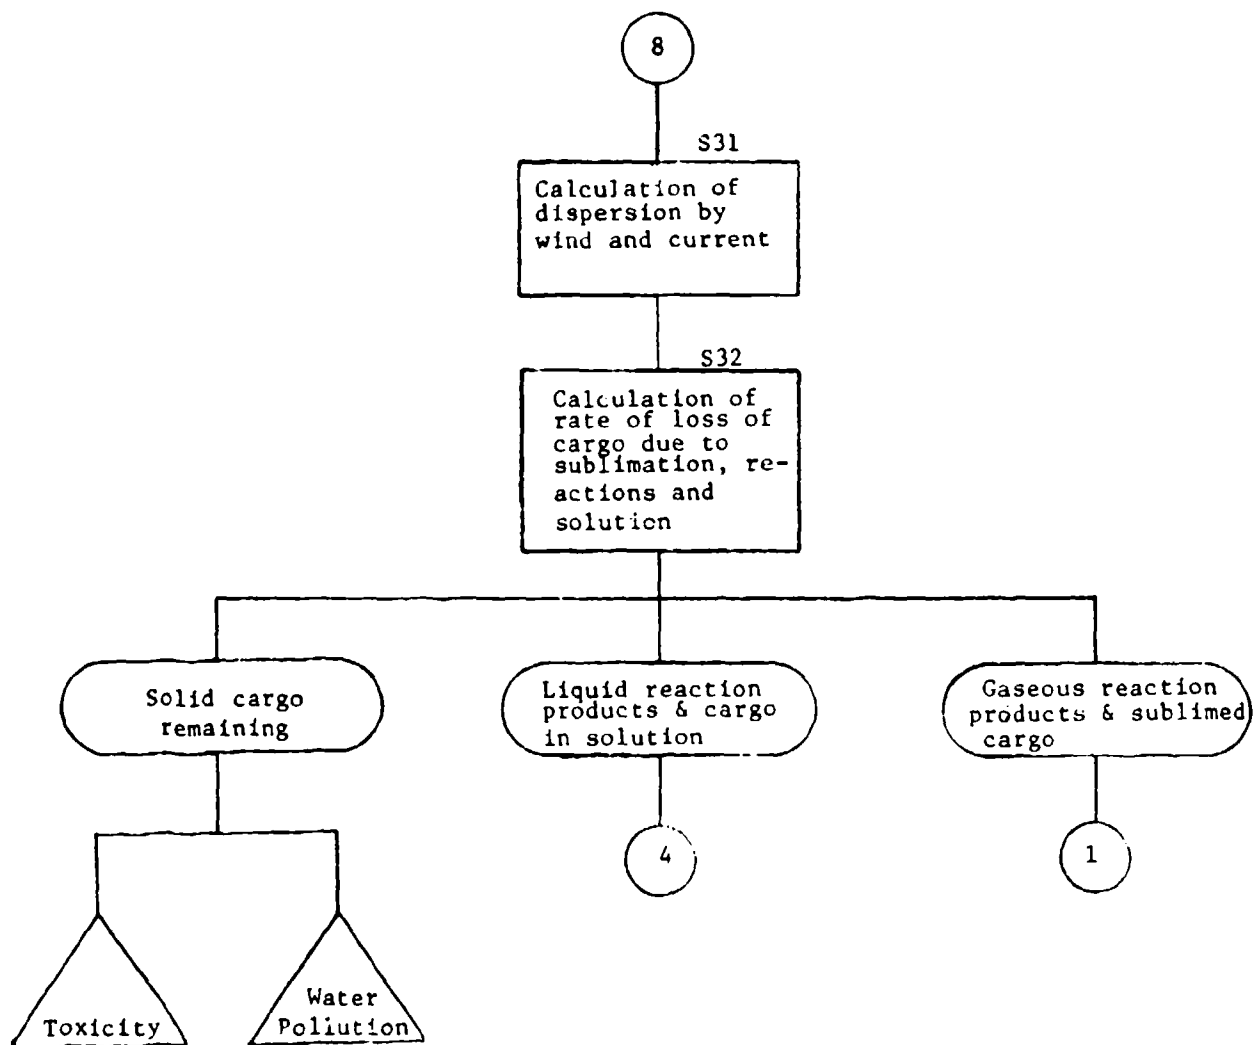 8
S31
Calculation of
dispersion by
wind and current
S32
Calculation of
rate of loss of
cargo due to
sublimation, re-
actions and
solution
Solid cargo
remaining
Liquid reaction
products & cargo
in solution
Gaseous reaction
products & sublimed
cargo
4
1
Toxicity
Water
Pollution